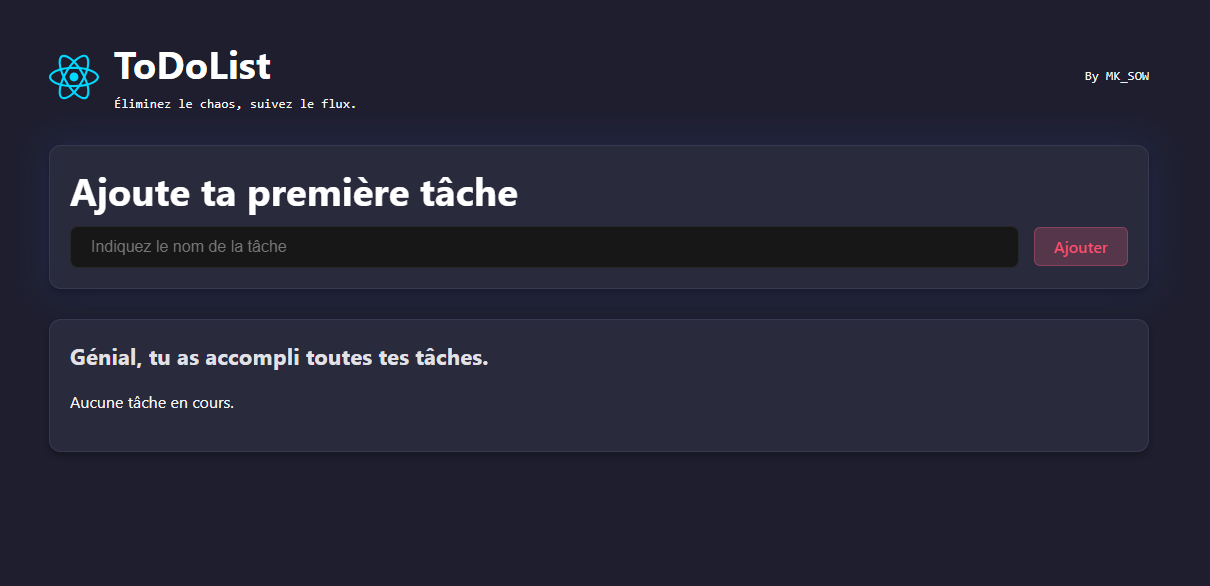 ToDoList
Éliminez le chaos, suivez le flux.
By MK_SOW
Ajoute ta première tâche
Indiquez le nom de la tâche
Ajouter
Génial, tu as accompli toutes tes tâches.
Aucune tâche en cours.